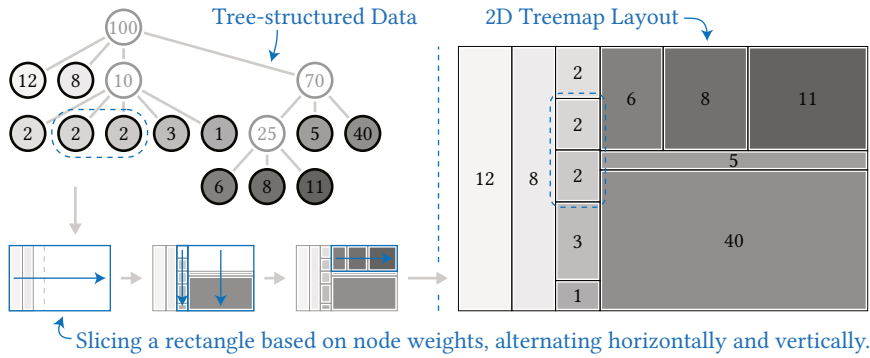 Tree-structured Data
2D Treemap Layout
100
12 8 10 70
2 2 2 3 1 25 5 40
6 8 11
12 8 2 2 2 3 1 6 8 11 5 40
Slicing a rectangle based on node weights, alternating horizontally and vertically.